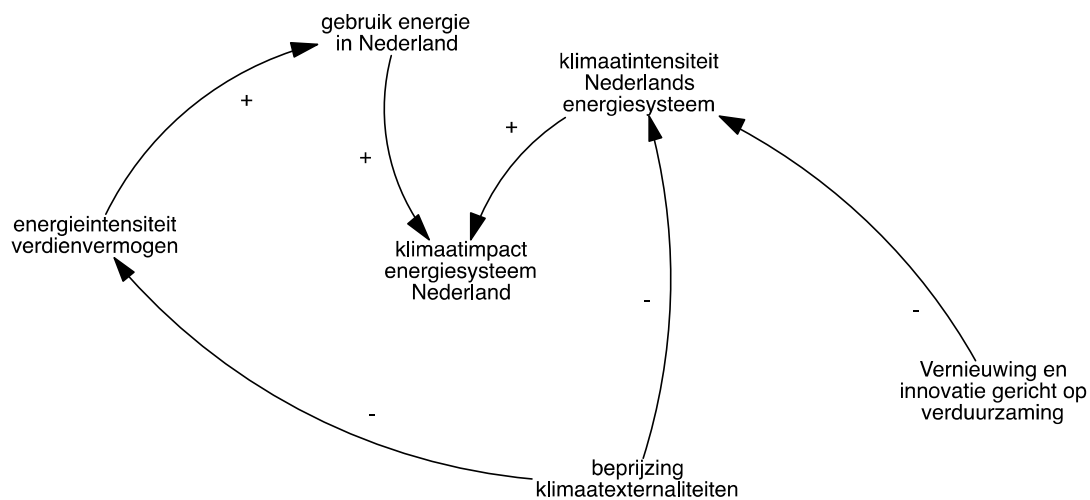 gebruik energie
in Nederland
klimaatintensiteit
Nederlands
energiesysteem
+
+
+
energieintensiteit
verdienvermogen
klimaatimpact
energiesysteem
Nederland
-
-
-
Vernieuwing en
innovatie gericht op
verduurzaming
beprijzing
klimaatexternaliteiten